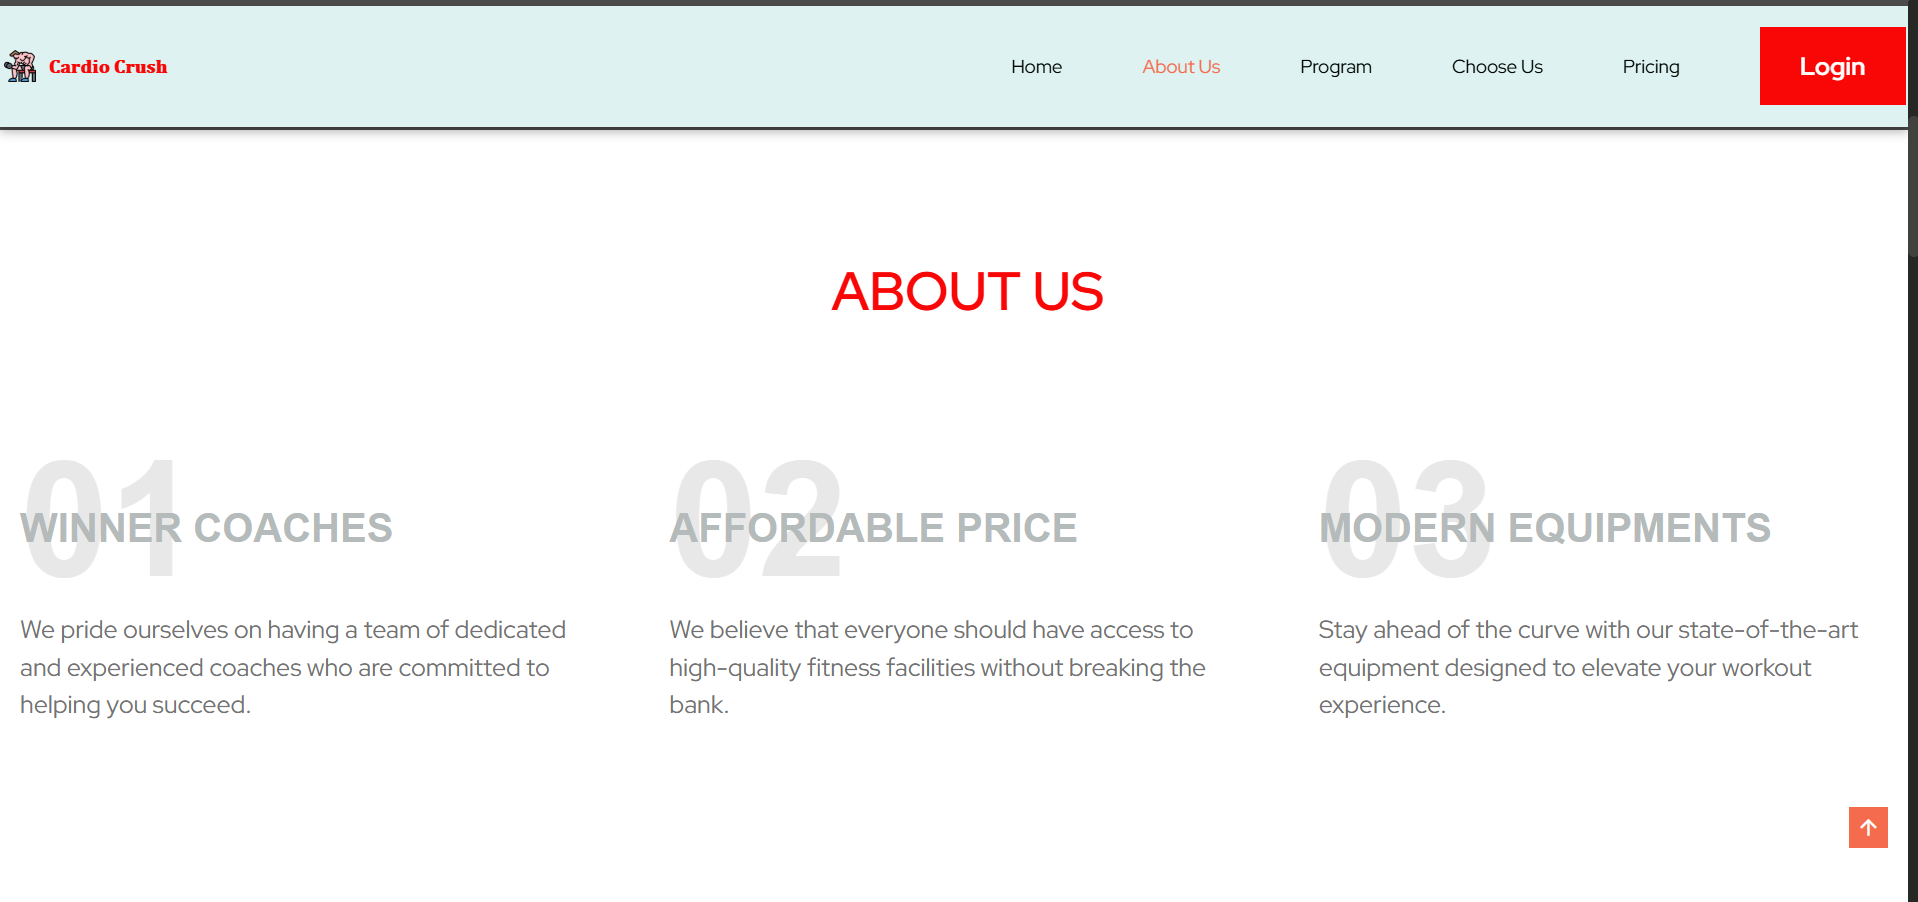 Cardio Crush
Home
About Us
Program
Choose Us
Pricing
Login
ABOUT US
01
WINNER COACHES
We pride ourselves on having a team of dedicated
and experienced coaches who are committed to
helping you succeed.
02
AFFORDABLE PRICE
We believe that everyone should have access to
high-quality fitness facilities without breaking the
bank.
03
MODERN EQUIPMENTS
Stay ahead of the curve with our state-of-the-art
equipment designed to elevate your workout
experience.